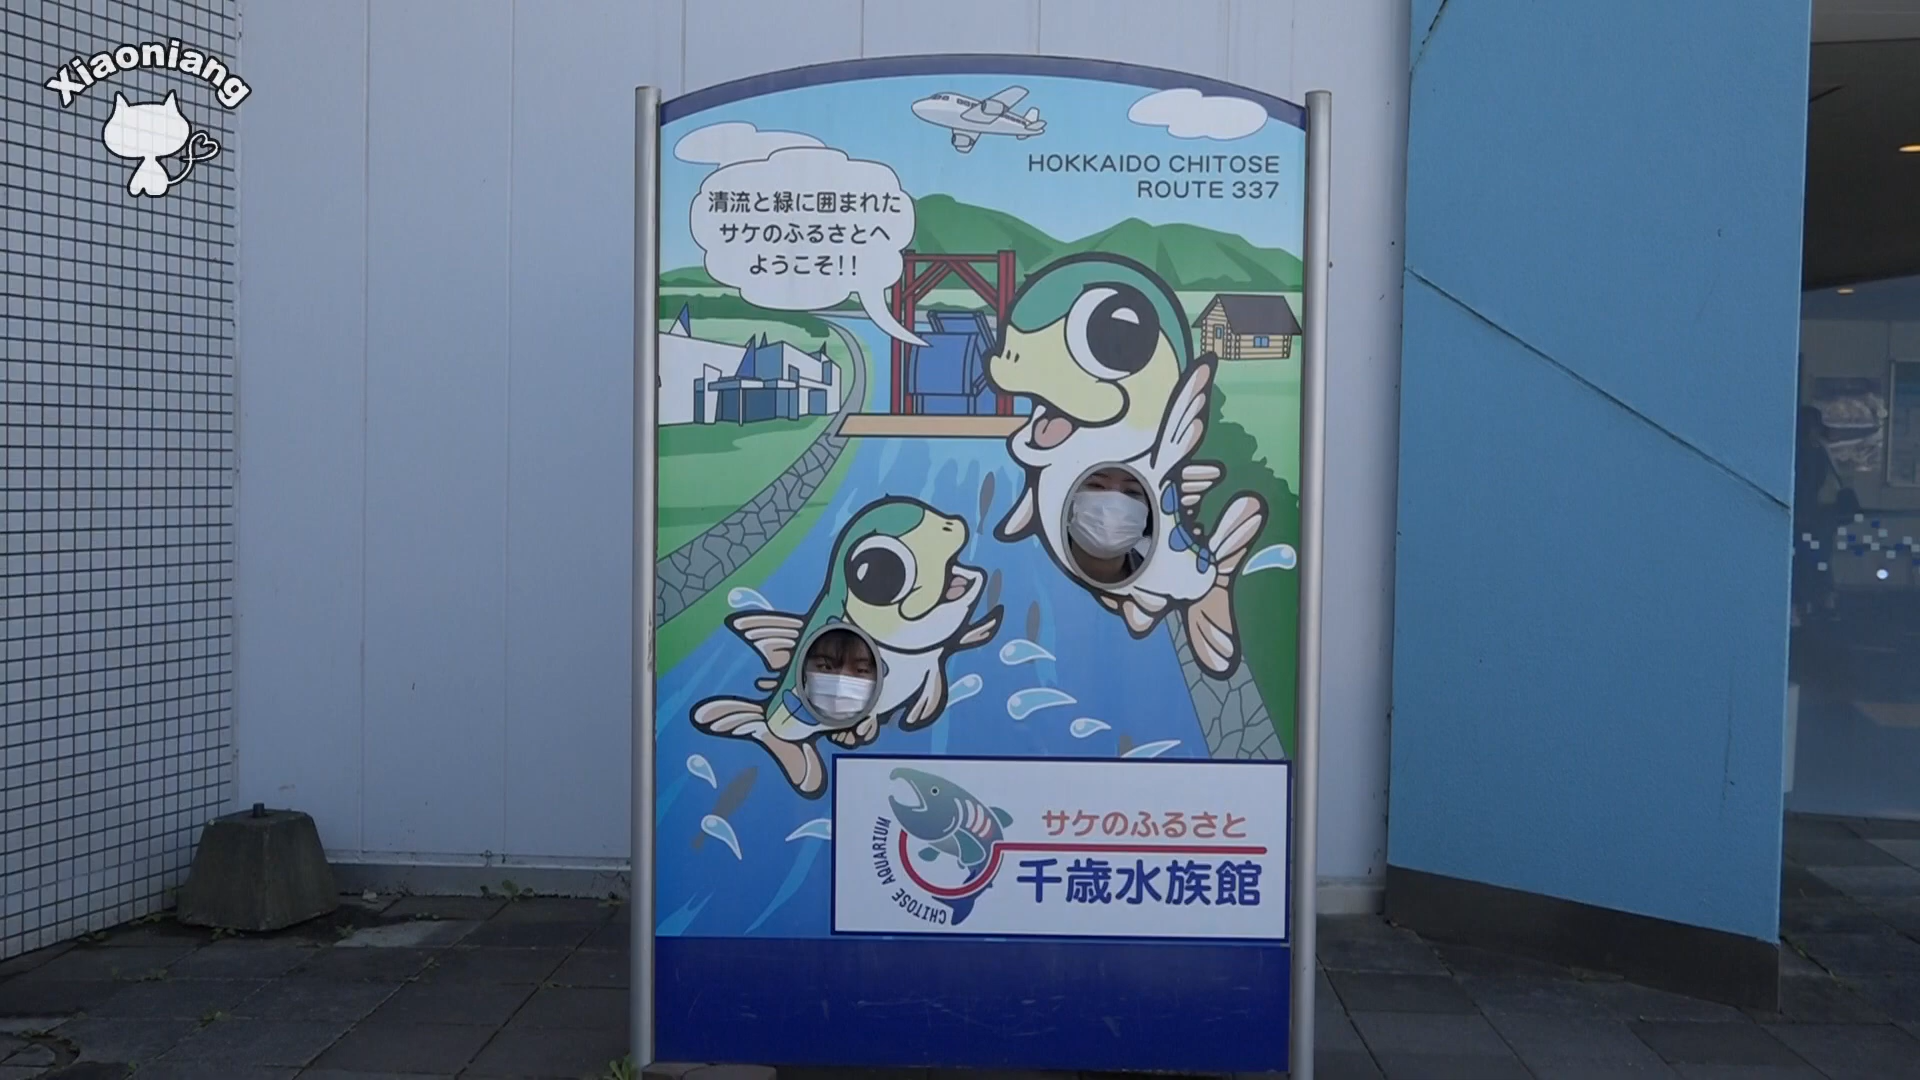 Xiaoniang
HOKKAIDO CHITOSE
ROUTE 337
清流と緑に囲まれた
サケのふるさとへ
ようこそ!!
サケのふるさと
千歳水族館
CHITOSE AQUARIUM